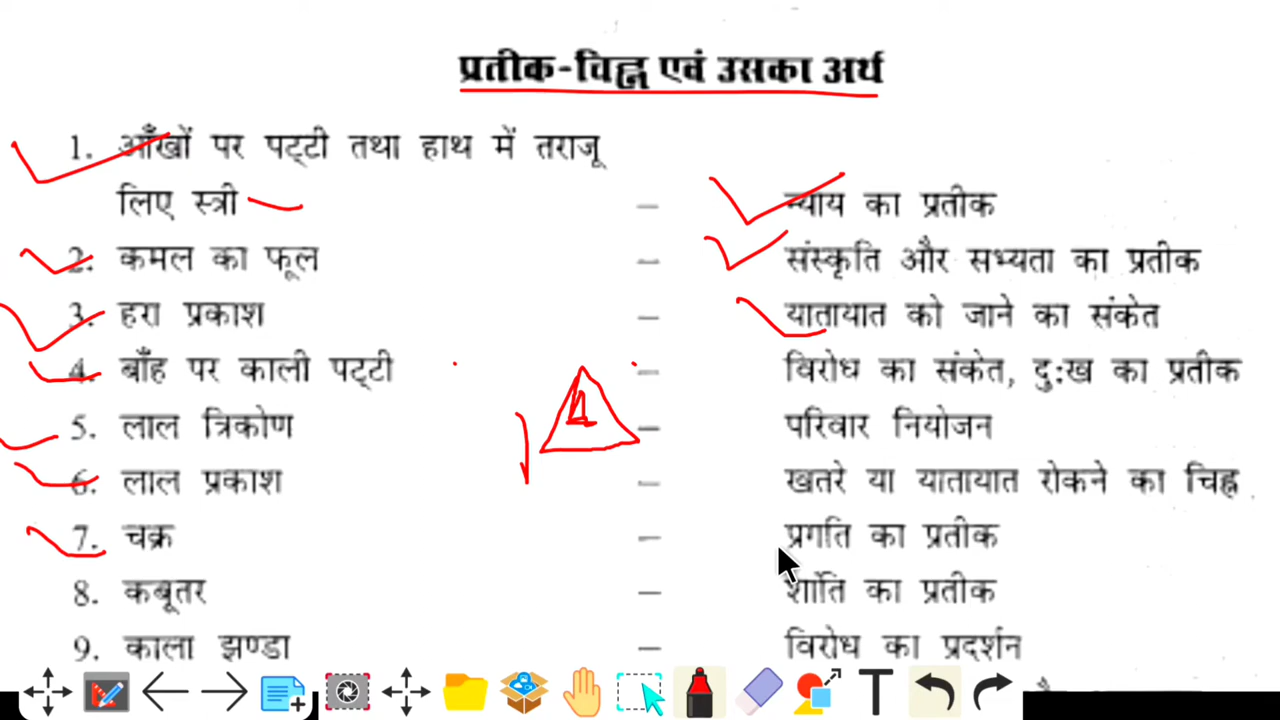 प्रतीक-चिह्न एवं उसका अर्थ
1. आँखों पर पट्टी तथा हाथ में तराजू
लिए स्त्री – न्याय का प्रतीक
2. कमल का फूल – संस्कृति और सभ्यता का प्रतीक
3. हरा प्रकाश – यातायात को जाने का संकेत
4. बाँह पर काली पट्टी – विरोध का संकेत, दुःख का प्रतीक
5. लाल त्रिकोण – परिवार नियोजन
6. लाल प्रकाश – खतरे या यातायात रोकने का चिह्न
7. चक्र – प्रगति का प्रतीक
8. कबूतर – शांति का प्रतीक
9. काला झण्डा – विरोध का प्रदर्शन